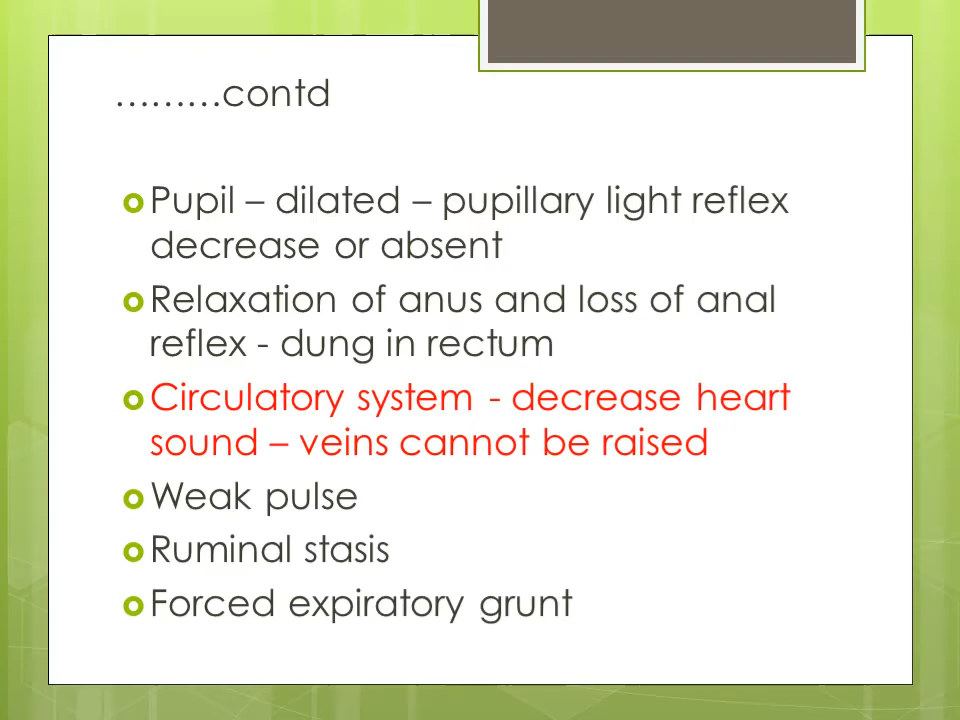 ………contd
Pupil – dilated – pupillary light reflex
decrease or absent
Relaxation of anus and loss of anal
reflex - dung in rectum
Circulatory system - decrease heart
sound – veins cannot be raised
Weak pulse
Ruminal stasis
Forced expiratory grunt